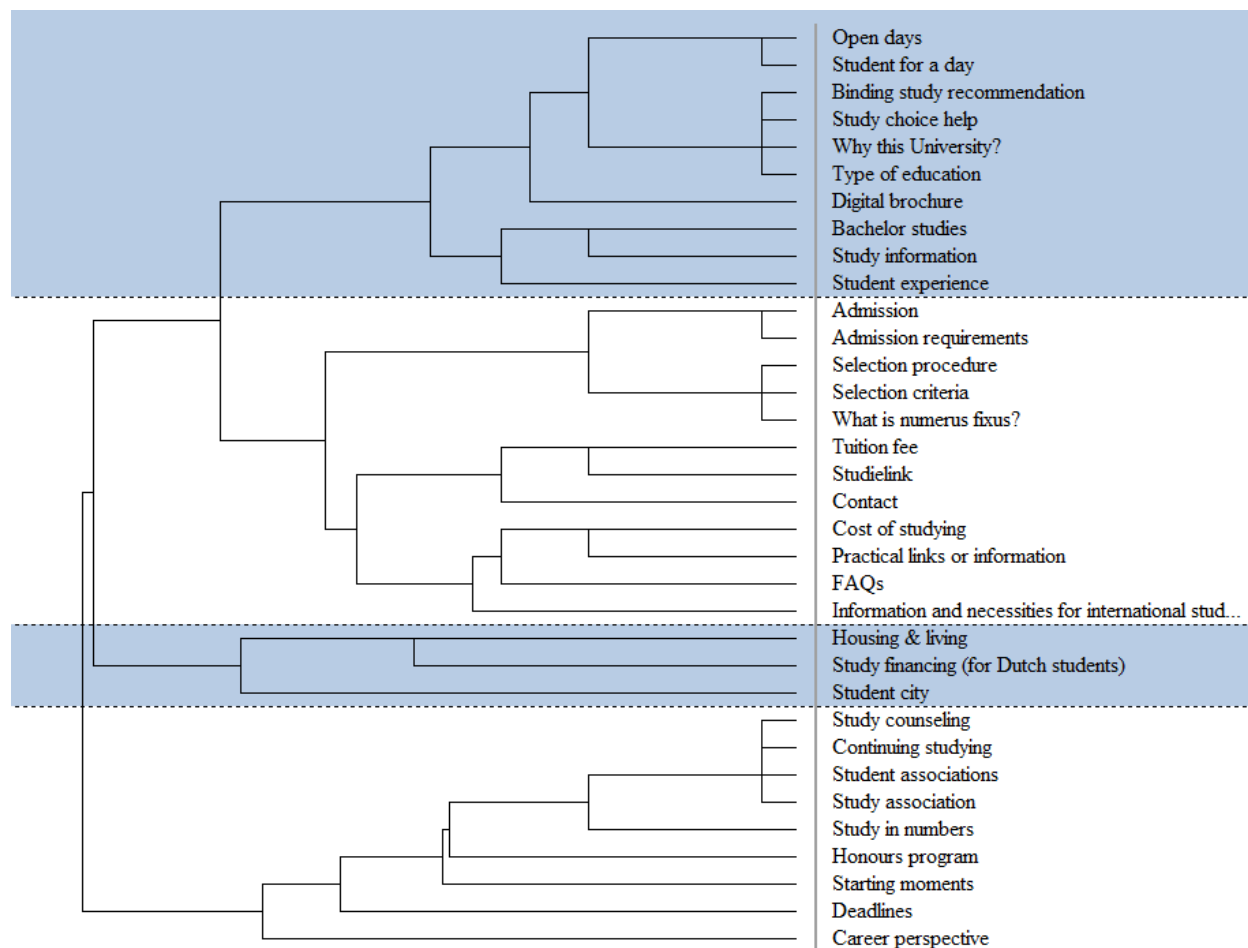 Open days
Student for a day
Binding study recommendation
Study choice help
Why this University?
Type of education
Digital brochure
Bachelor studies
Study information
Student experience
Admission
Admission requirements
Selection procedure
Selection criteria
What is numerus fixus?
Tuition fee
Studielink
Contact
Cost of studying
Practical links or information
FAQs
Information and necessities for international stud...
Housing & living
Study financing (for Dutch students)
Student city
Study counseling
Continuing studying
Student associations
Study association
Study in numbers
Honours program
Starting moments
Deadlines
Career perspective